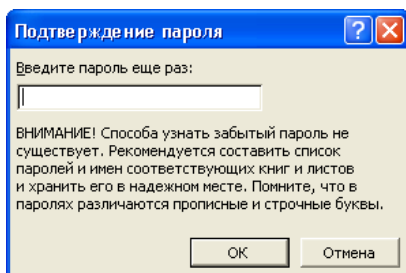 Подтверждение пароля
Введите пароль еще раз:
ВНИМАНИЕ! Способа узнать забытый пароль не
существует. Рекомендуется составить список
паролей и имен соответствующих книг и листов
и хранить его в надежном месте. Помните, что в
паролях различаются прописные и строчные буквы.
ОК
Отмена